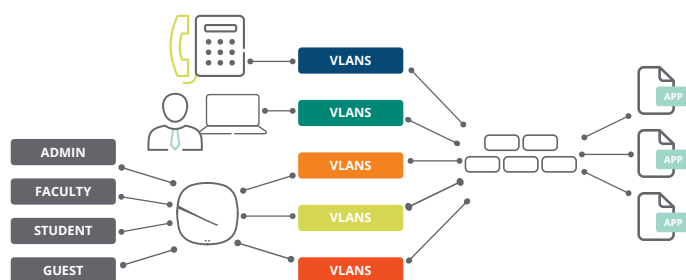 VLANS
VLANS
VLANS
VLANS
VLANS
ADMIN
FACULTY
STUDENT
GUEST
APP
APP
APP